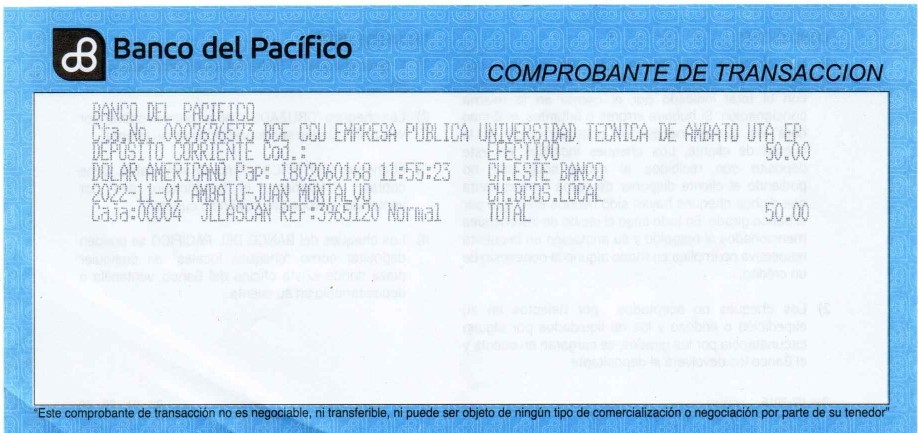 Banco del Pacífico
COMPROBANTE DE TRANSACCION
BANCO DEL PACIFICO
Cta.No. 0007676573 BCE CCU EMPRESA PUBLICA UNIVERSIDAD TECNICA DE AMBATO UTA EP
DEPOSITO CORRIENTE Cod.: EFECTIVO 50.00
DOLAR AMERICANO Pap: 1802060168 11:55:23 CH.ESTE BANCO
2022-11-01 AMBATO-JUAN MONTALVO CH.BCOS.LOCAL
Caja:00004 JLLASCAN REF:3965120 Normal TOTAL 50.00
"Este comprobante de transacción no es negociable, ni transferible, ni puede ser objeto de ningún tipo de comercialización o negociación por parte de su tenedor"